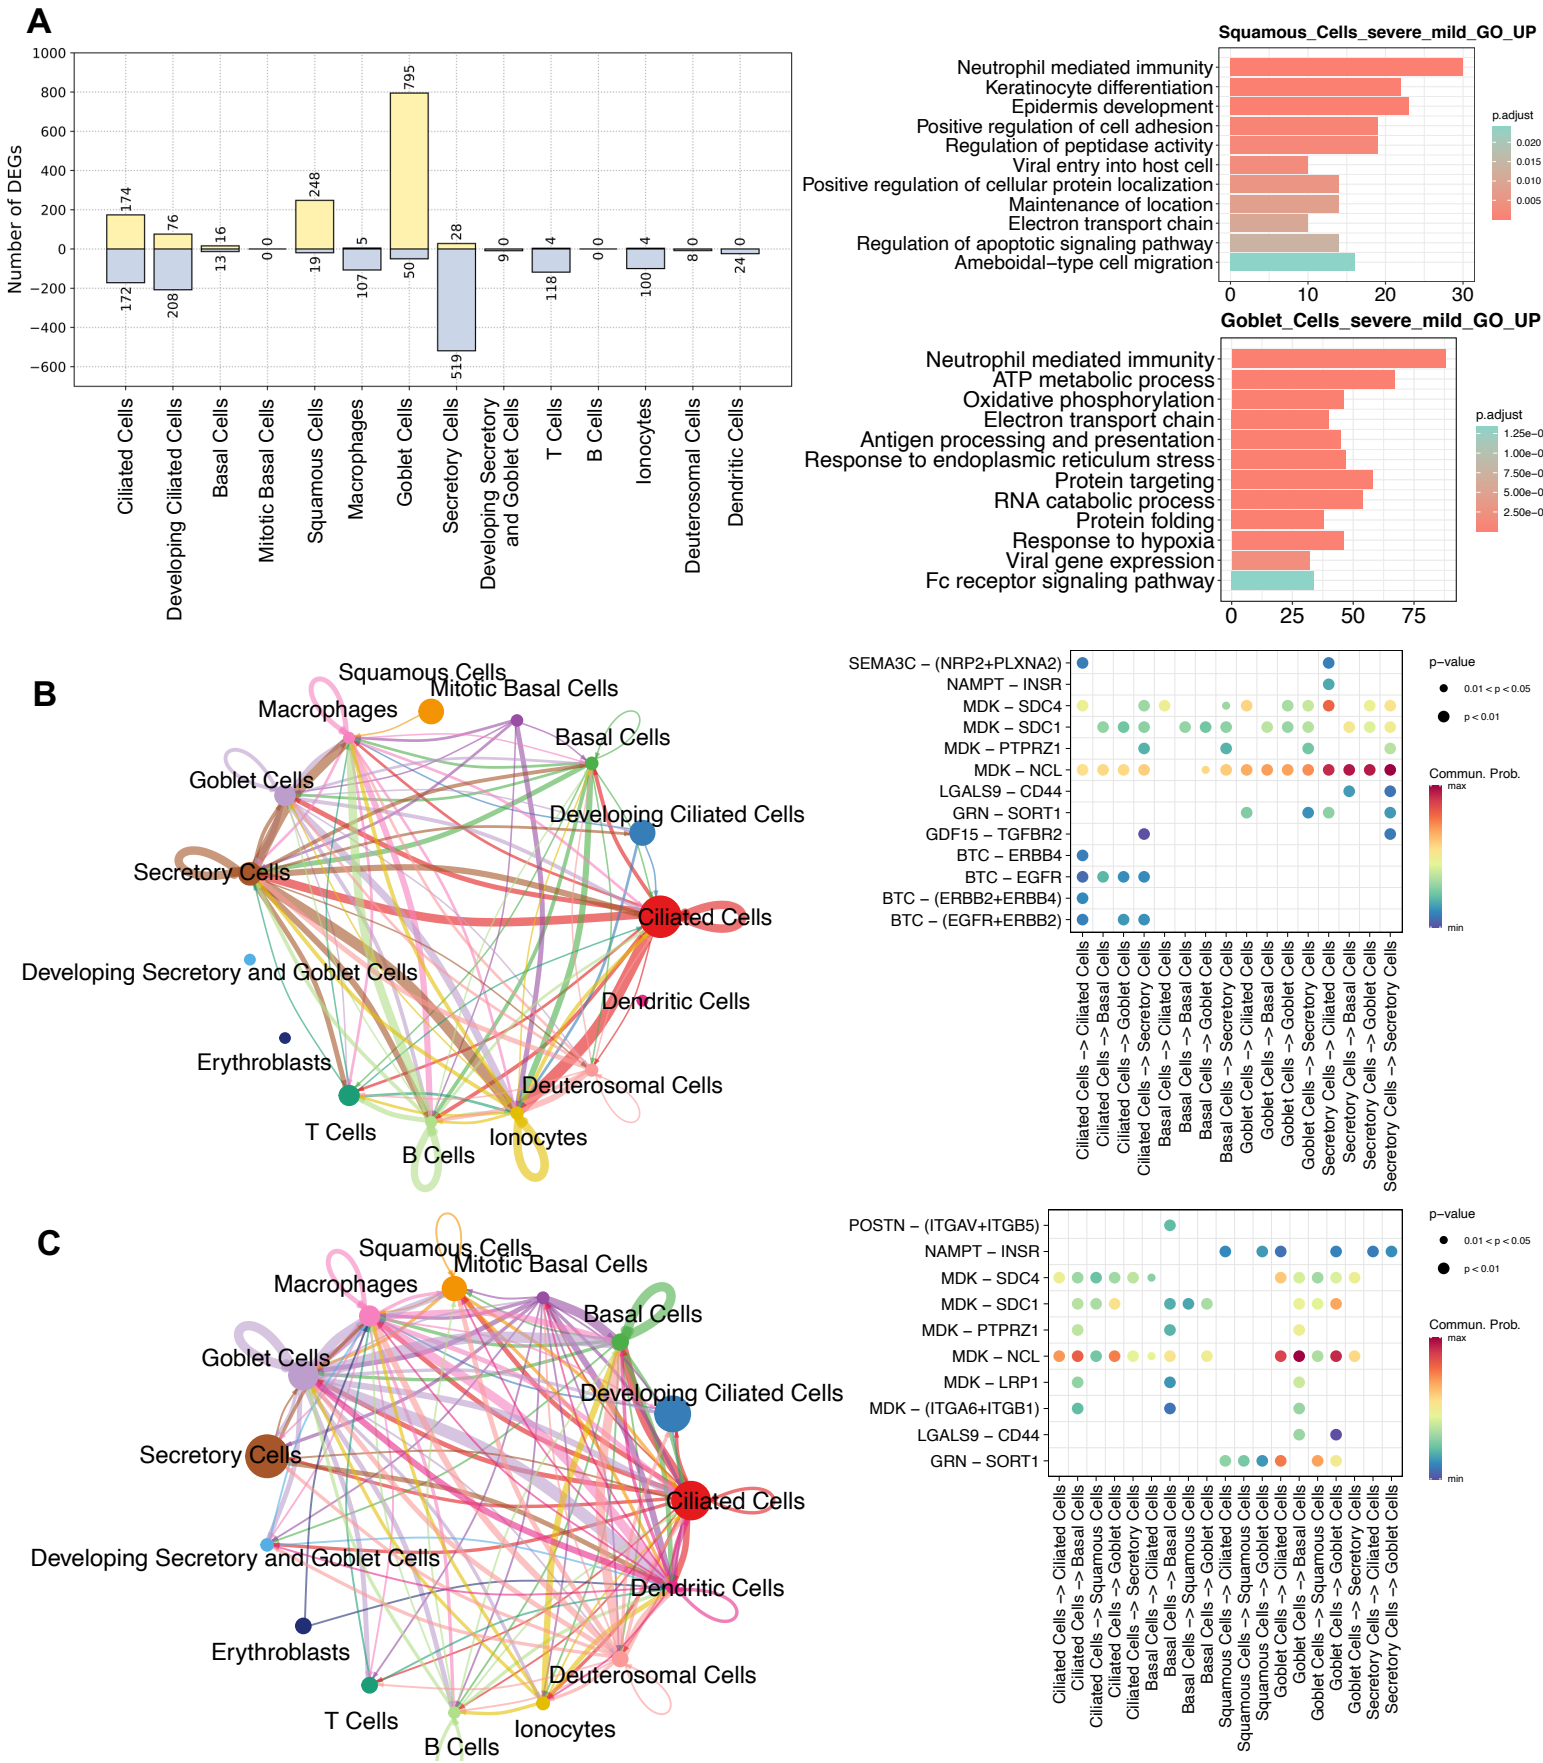 A
Number of DEGs
1000
800
600
400
200
0
−200
−400
−600
174
172
76
208
16
13
0
0
248
19
5
107
795
50
28
519
0
9
4
118
0
0
4
100
0
8
0
24
Ciliated Cells
Developing Ciliated Cells
Basal Cells
Mitotic Basal Cells
Squamous Cells
Macrophages
Goblet Cells
Secretory Cells
Developing Secretory
and Goblet Cells
T Cells
B Cells
Ionocytes
Deuterosomal Cells
Dendritic Cells
Squamous_Cells_severe_mild_GO_UP
Neutrophil mediated immunity
Keratinocyte differentiation
Epidermis development
Positive regulation of cell adhesion
Regulation of peptidase activity
Viral entry into host cell
Positive regulation of cellular protein localization
Maintenance of location
Electron transport chain
Regulation of apoptotic signaling pathway
Ameboidal−type cell migration
0 10 20 30
p.adjust
0.020
0.015
0.010
0.005
Goblet_Cells_severe_mild_GO_UP
Neutrophil mediated immunity
ATP metabolic process
Oxidative phosphorylation
Electron transport chain
Antigen processing and presentation
Response to endoplasmic reticulum stress
Protein targeting
RNA catabolic process
Protein folding
Response to hypoxia
Viral gene expression
Fc receptor signaling pathway
0 25 50 75
p.adjust
1.25e−0
1.00e−0
7.50e−0
5.00e−0
2.50e−0
B
Squamous Cells
Mitotic Basal Cells
Macrophages
Basal Cells
Goblet Cells
Developing Ciliated Cells
Secretory Cells
Ciliated Cells
Developing Secretory and Goblet Cells
Dendritic Cells
Erythroblasts
Deuterosomal Cells
T Cells
Ionocytes
B Cells
SEMA3C − (NRP2+PLXNA2)
NAMPT − INSR
MDK − SDC4
MDK − SDC1
MDK − PTPRZ1
MDK − NCL
LGALS9 − CD44
GRN − SORT1
GDF15 − TGFBR2
BTC − ERBB4
BTC − EGFR
BTC − (ERBB2+ERBB4)
BTC − (EGFR+ERBB2)
Ciliated Cells −> Ciliated Cells
Ciliated Cells −> Basal Cells
Ciliated Cells −> Goblet Cells
Ciliated Cells −> Secretory Cells
Basal Cells −> Ciliated Cells
Basal Cells −> Basal Cells
Basal Cells −> Goblet Cells
Basal Cells −> Secretory Cells
Goblet Cells −> Ciliated Cells
Goblet Cells −> Basal Cells
Goblet Cells −> Goblet Cells
Goblet Cells −> Secretory Cells
Secretory Cells −> Ciliated Cells
Secretory Cells −> Basal Cells
Secretory Cells −> Goblet Cells
Secretory Cells −> Secretory Cells
p−value
0.01 < p < 0.05
p < 0.01
Commun. Prob.
max
min
C
Squamous Cells
Mitotic Basal Cells
Macrophages
Basal Cells
Goblet Cells
Developing Ciliated Cells
Secretory Cells
Ciliated Cells
Developing Secretory and Goblet Cells
Dendritic Cells
Erythroblasts
Deuterosomal Cells
T Cells
Ionocytes
B Cells
POSTN − (ITGAV+ITGB5)
NAMPT − INSR
MDK − SDC4
MDK − SDC1
MDK − PTPRZ1
MDK − NCL
MDK − LRP1
MDK − (ITGA6+ITGB1)
LGALS9 − CD44
GRN − SORT1
Ciliated Cells −> Ciliated Cells
Ciliated Cells −> Basal Cells
Ciliated Cells −> Squamous Cells
Ciliated Cells −> Goblet Cells
Ciliated Cells −> Secretory Cells
Basal Cells −> Ciliated Cells
Basal Cells −> Basal Cells
Basal Cells −> Squamous Cells
Basal Cells −> Goblet Cells
Squamous Cells −> Ciliated Cells
Squamous Cells −> Squamous Cells
Squamous Cells −> Goblet Cells
Goblet Cells −> Ciliated Cells
Goblet Cells −> Basal Cells
Goblet Cells −> Squamous Cells
Goblet Cells −> Goblet Cells
Goblet Cells −> Secretory Cells
Secretory Cells −> Ciliated Cells
Secretory Cells −> Goblet Cells
p−value
0.01 < p < 0.05
p < 0.01
Commun. Prob.
max
min